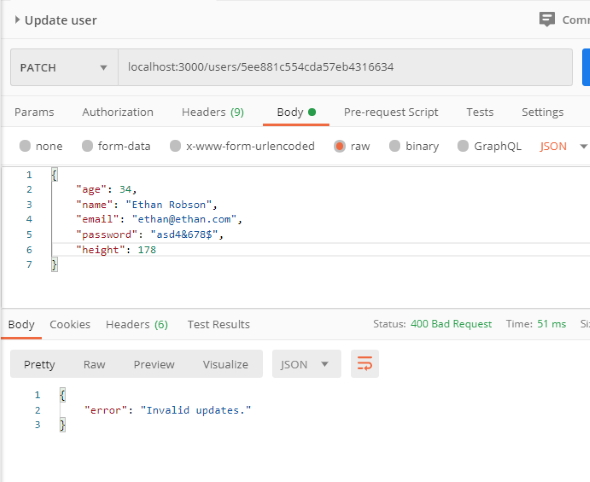 Update user
Comm
PATCH
localhost:3000/users/5ee881c554cda57eb4316634
Params Authorization Headers (9) Body Pre-request Script Tests Settings
none form-data x-www-form-urlencoded raw binary GraphQL JSON
1 {
2 "age": 34,
3 "name": "Ethan Robson",
4 "email": "ethan@ethan.com",
5 "password": "asd4&678$",
6 "height": 178
7 }
Body Cookies Headers (6) Test Results Status: 400 Bad Request Time: 51 ms Siz
Pretty Raw Preview Visualize JSON
1 {
2 "error": "Invalid updates."
3 }